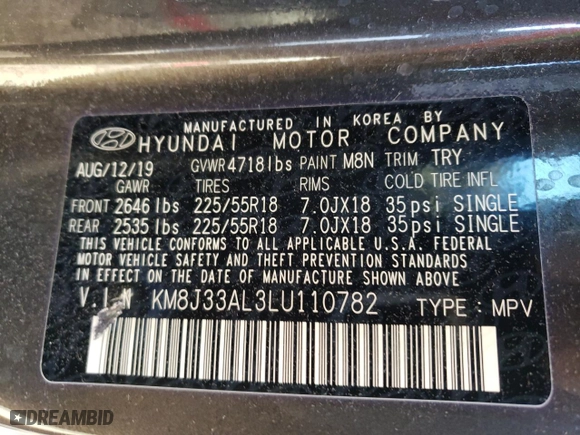 MANUFACTURED IN KOREA BY
HYUNDAI MOTOR COMPANY
AUG/12/19 GVWR 4718lbs PAINT M8N TRIM TRY
GAWR TIRES RIMS COLD TIRE INFL
FRONT 2646 lbs 225/55R18 7.0JX18 35psi SINGLE
REAR 2535 lbs 225/55R18 7.0JX18 35psi SINGLE
THIS VEHICLE CONFORMS TO ALL APPLICABLE U.S.A. FEDERAL
MOTOR VEHICLE SAFETY AND THEFT PREVENTION STANDARDS
IN EFFECT ON THE DATE OF MANUFACTURE SHOWN ABOVE.
V.I.N KM8J33AL3LU110782 TYPE : MPV
DREAMBID